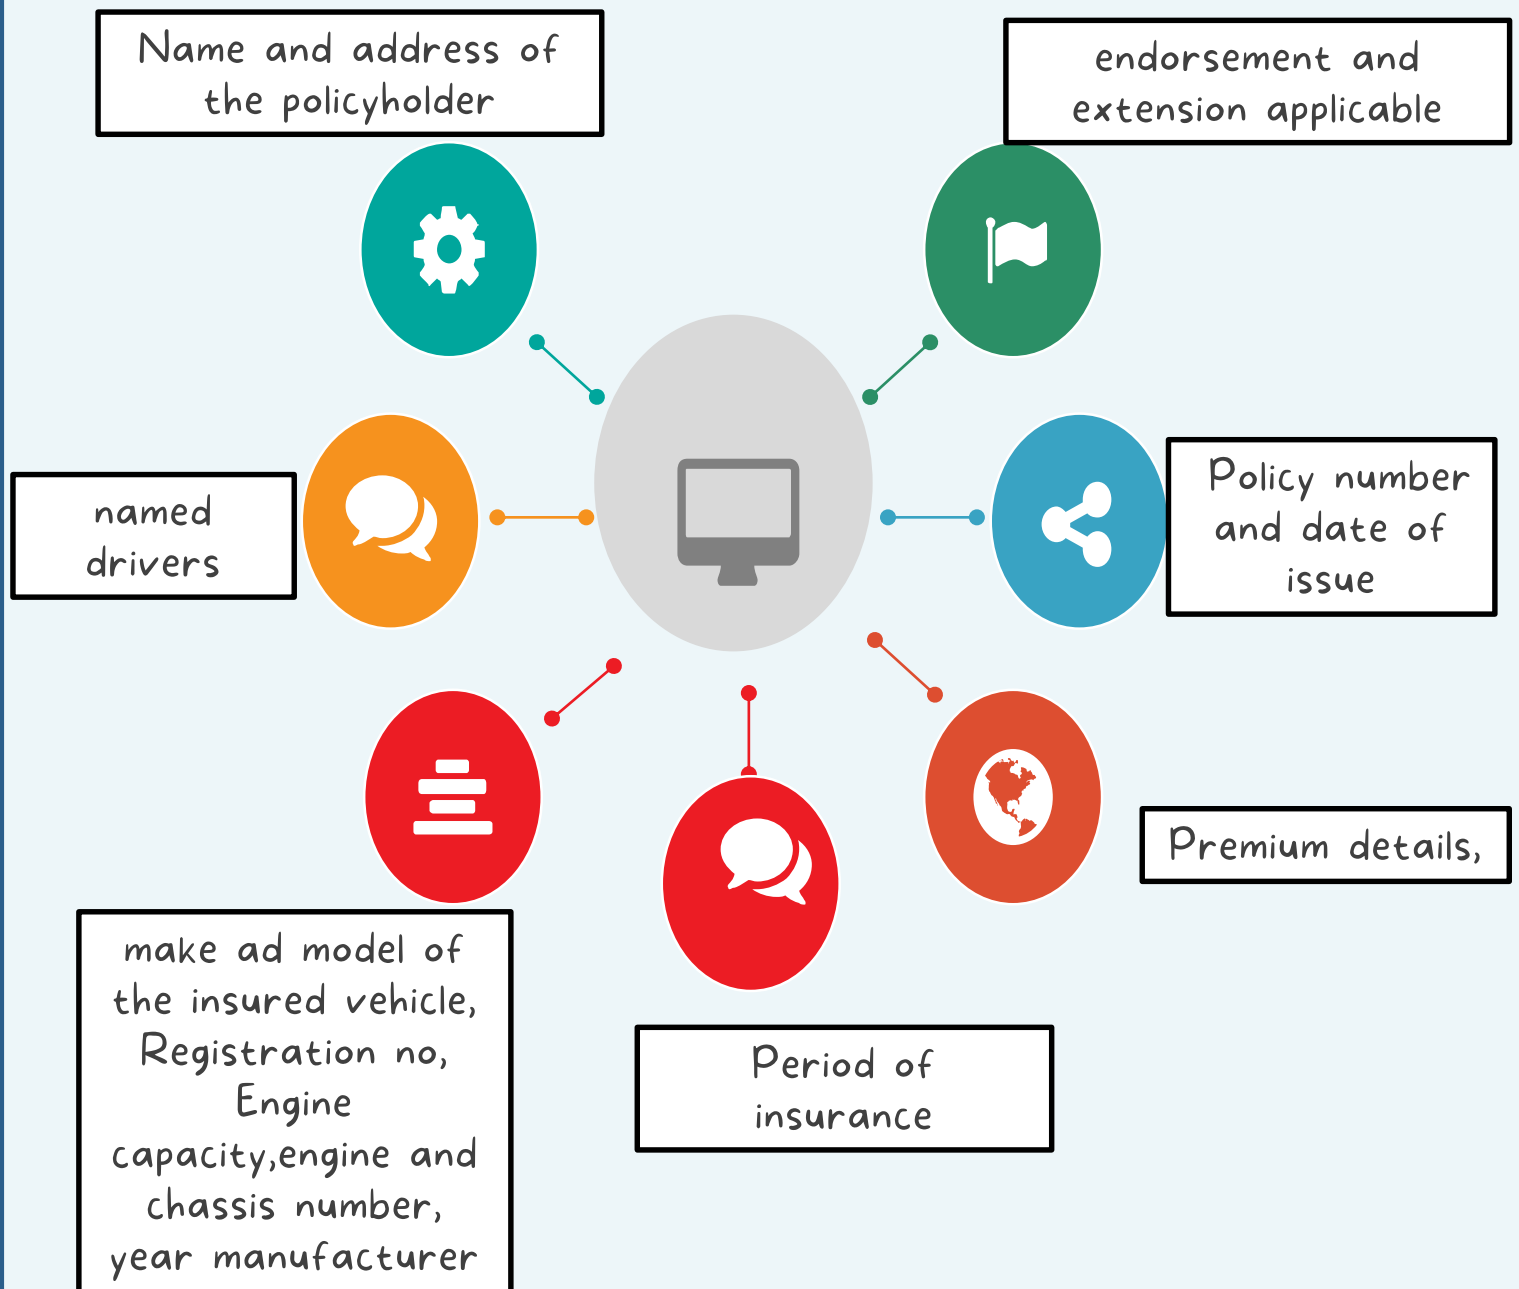 Name and address of
the policyholder
endorsement and
extension applicable
named
drivers
Policy number
and date of
issue
Premium details,
make ad model of
the insured vehicle,
Registration no,
Engine
capacity,engine and
chassis number,
year manufacturer
Period of
insurance